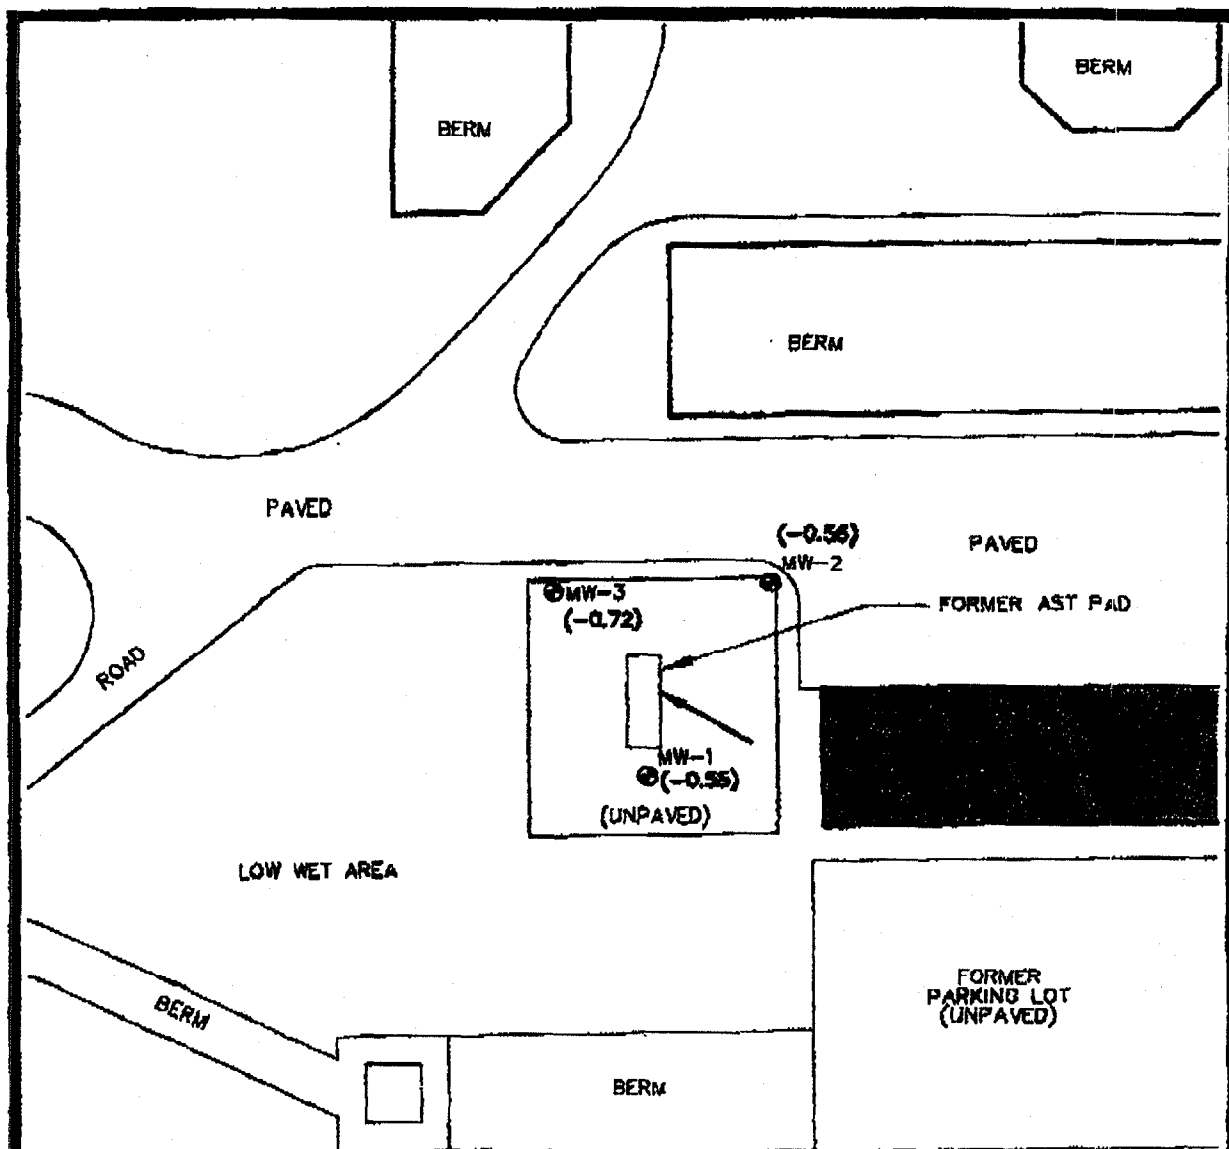 BERM
BERM
BERM
PAVED
(-0.56)
MW-2
PAVED
MW-3
(-0.72)
FORMER AST PAD
ROAD
MW-1
(-0.55)
(UNPAVED)
LOW WET AREA
FORMER
PARKING LOT
(UNPAVED)
BERM
BERM